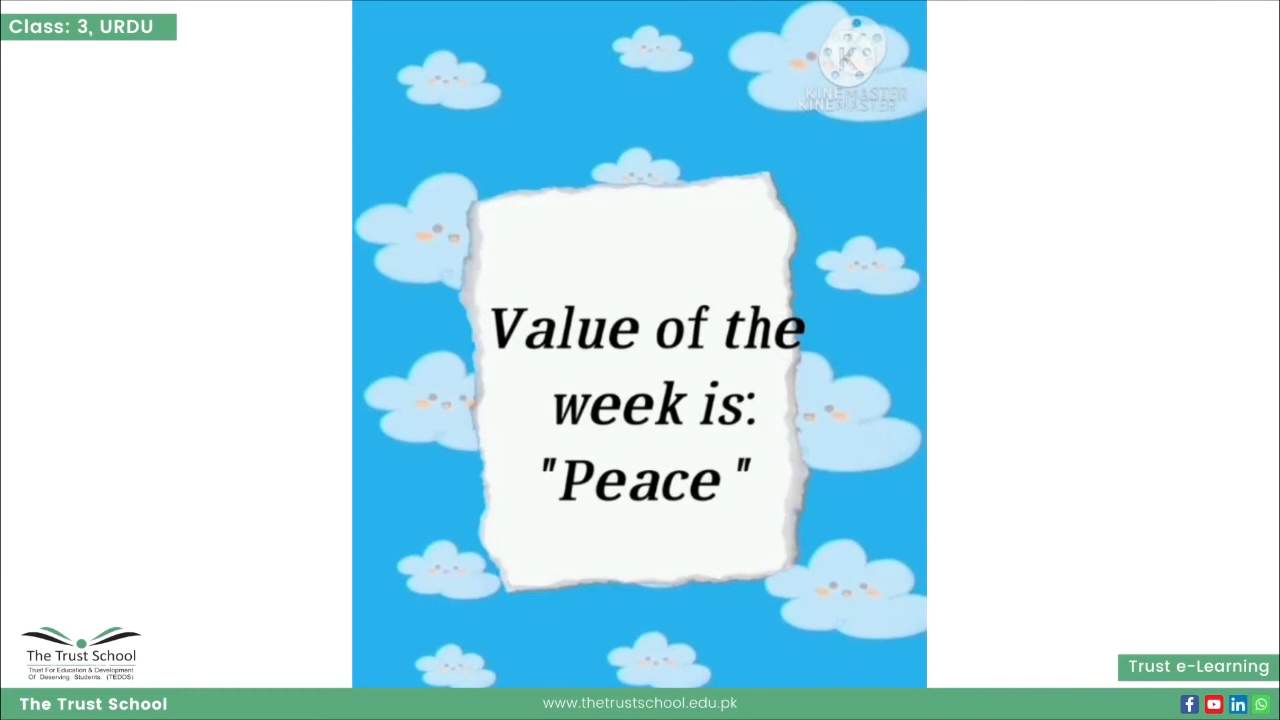 Class: 3, URDU
KINEMASTER
KINEMASTER
Value of the
week is:
"Peace "
The Trust School
Trust For Education & Development
Of Deserving Students. (TEDDS)
Trust e-Learning
The Trust School
www.thetrustschool.edu.pk